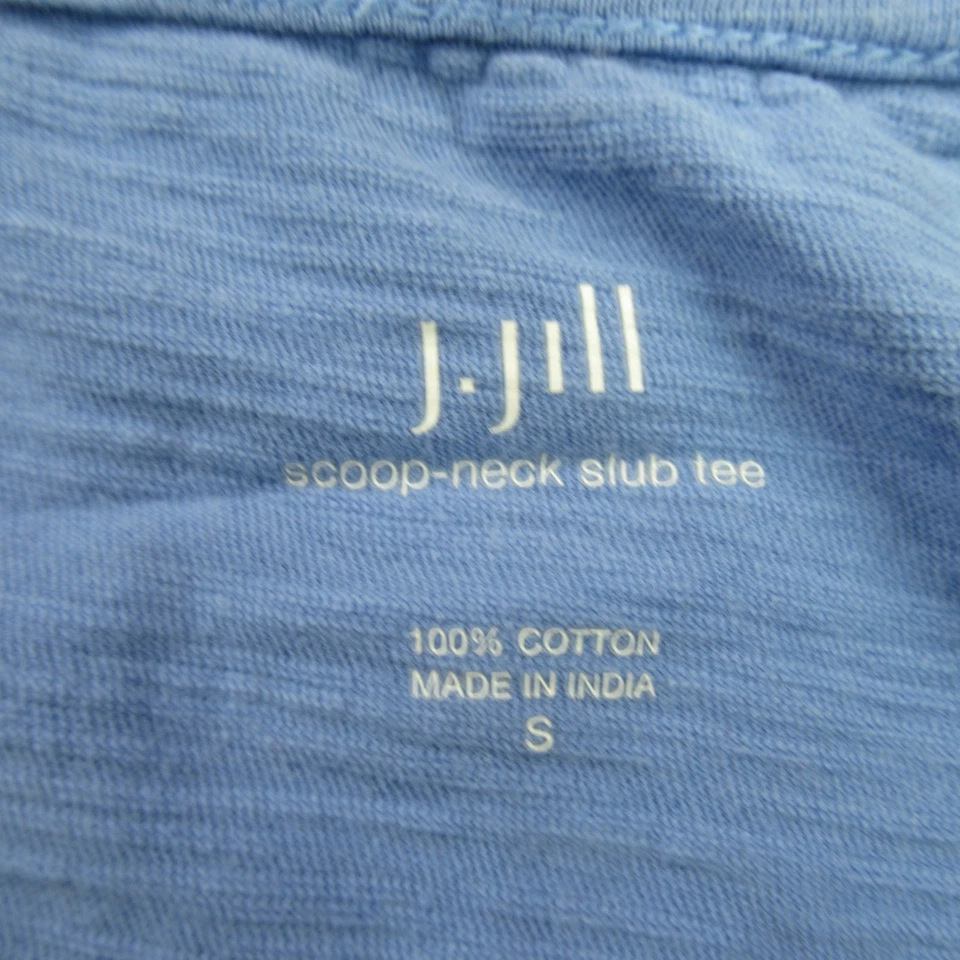 J.Jill
scoop-neck slub tee
100% COTTON
MADE IN INDIA
S